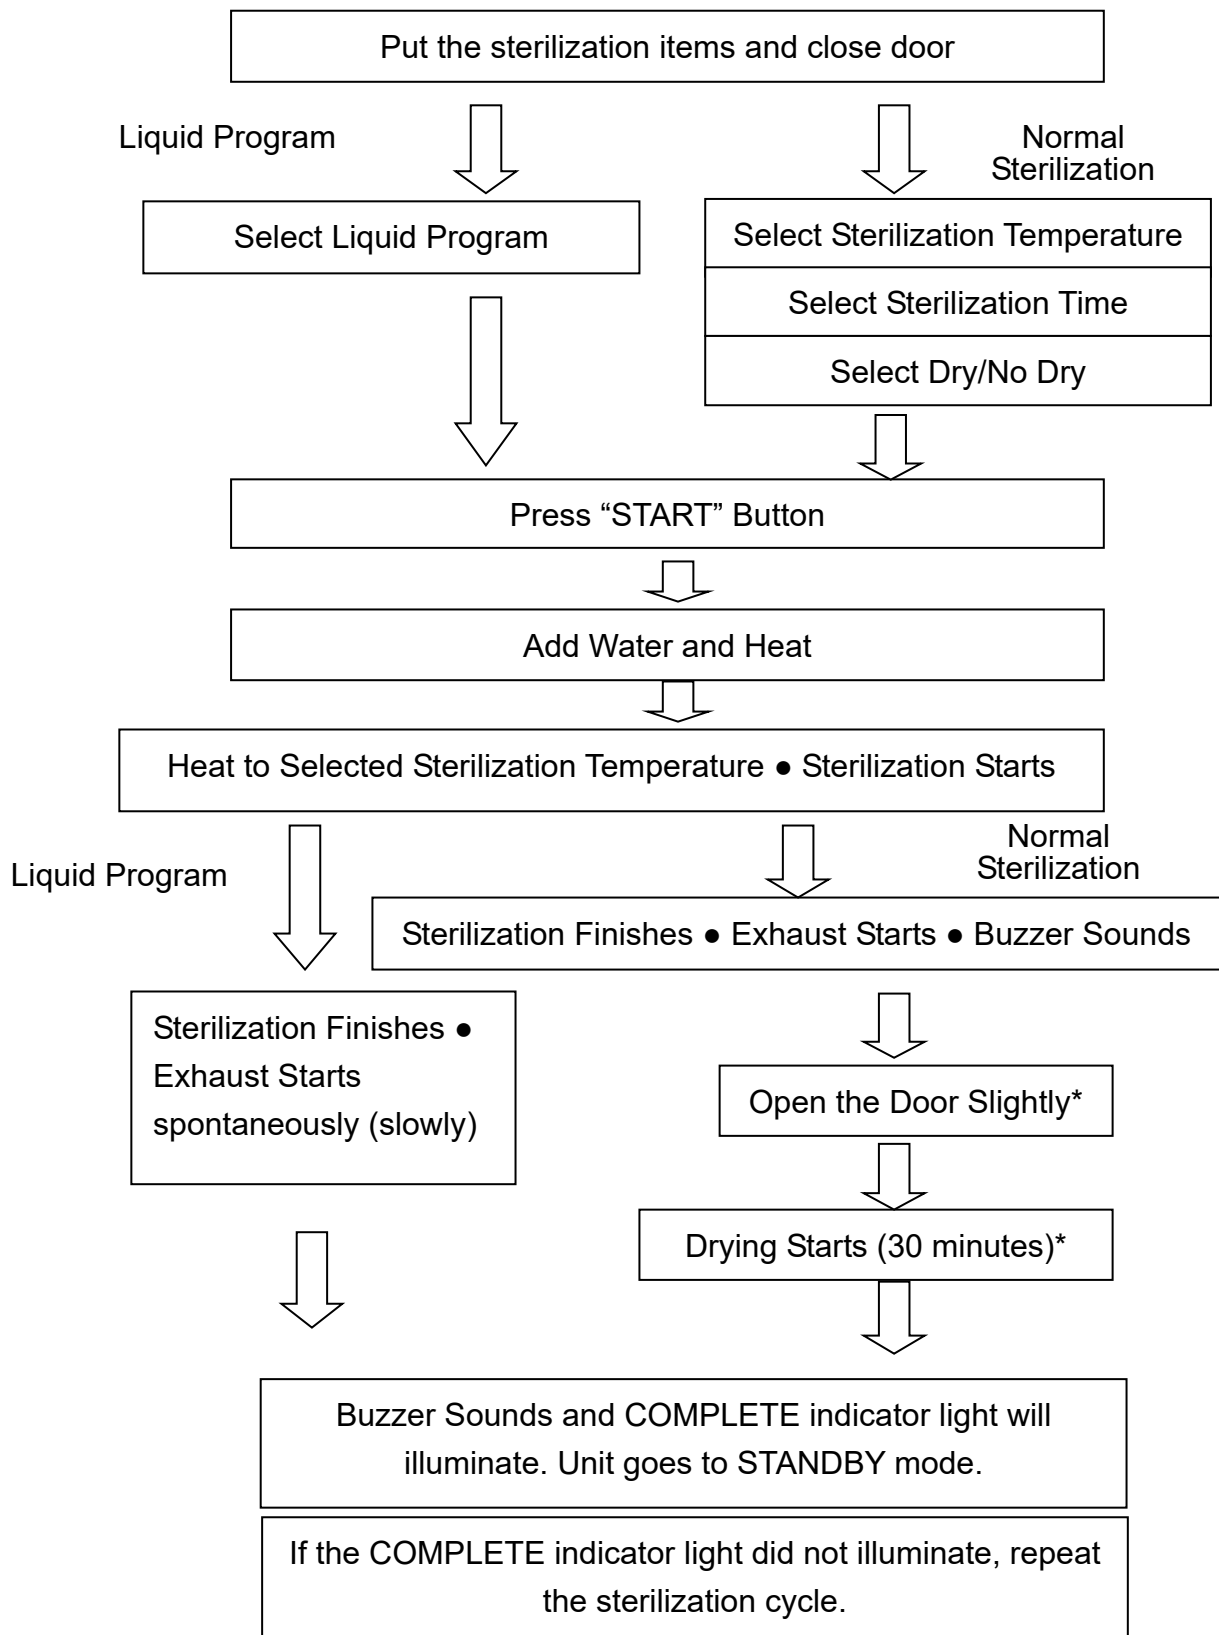 Put the sterilization items and close door
Liquid Program
Normal
Sterilization
Select Liquid Program
Select Sterilization Temperature
Select Sterilization Time
Select Dry/No Dry
Press “START” Button
Add Water and Heat
Heat to Selected Sterilization Temperature ● Sterilization Starts
Liquid Program
Normal
Sterilization
Sterilization Finishes ● Exhaust Starts ● Buzzer Sounds
Sterilization Finishes ●
Exhaust Starts
spontaneously (slowly)
Open the Door Slightly*
Drying Starts (30 minutes)*
Buzzer Sounds and COMPLETE indicator light will
illuminate. Unit goes to STANDBY mode.
If the COMPLETE indicator light did not illuminate, repeat
the sterilization cycle.